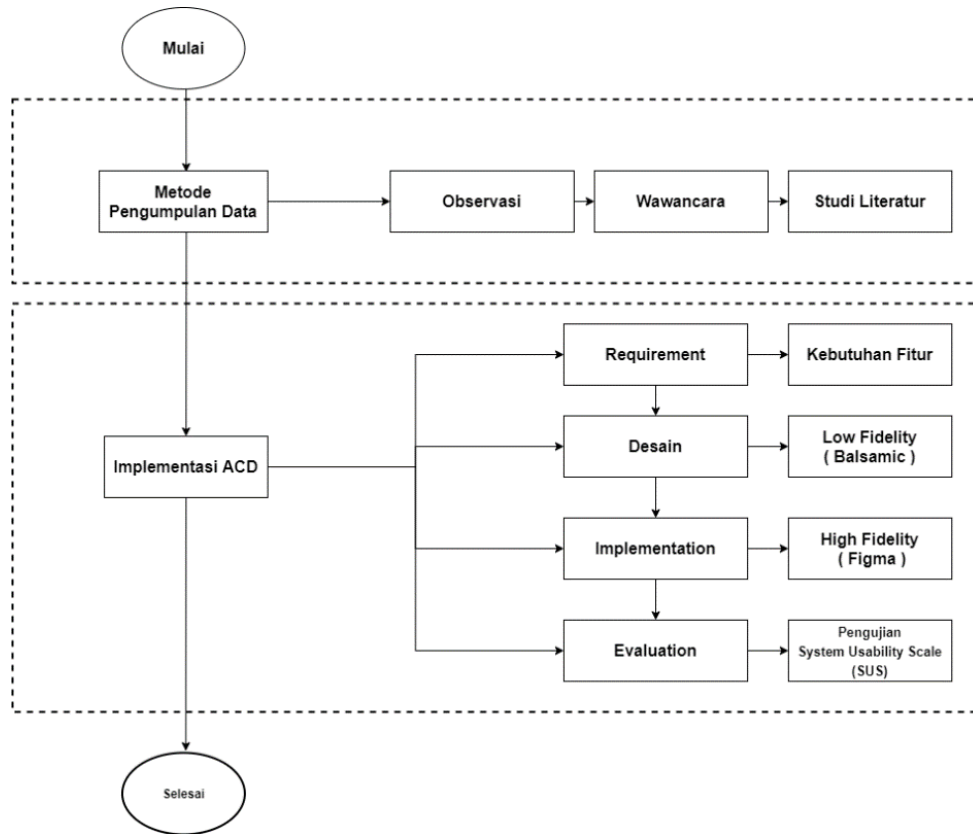 Mulai
Metode
Pengumpulan Data
Observasi
Wawancara
Studi Literatur
Requirement
Kebutuhan Fitur
Implementasi ACD
Desain
Low Fidelity
( Balsamic )
Implementation
High Fidelity
( Figma )
Evaluation
Pengujian
System Usability Scale
(SUS)
Selesai